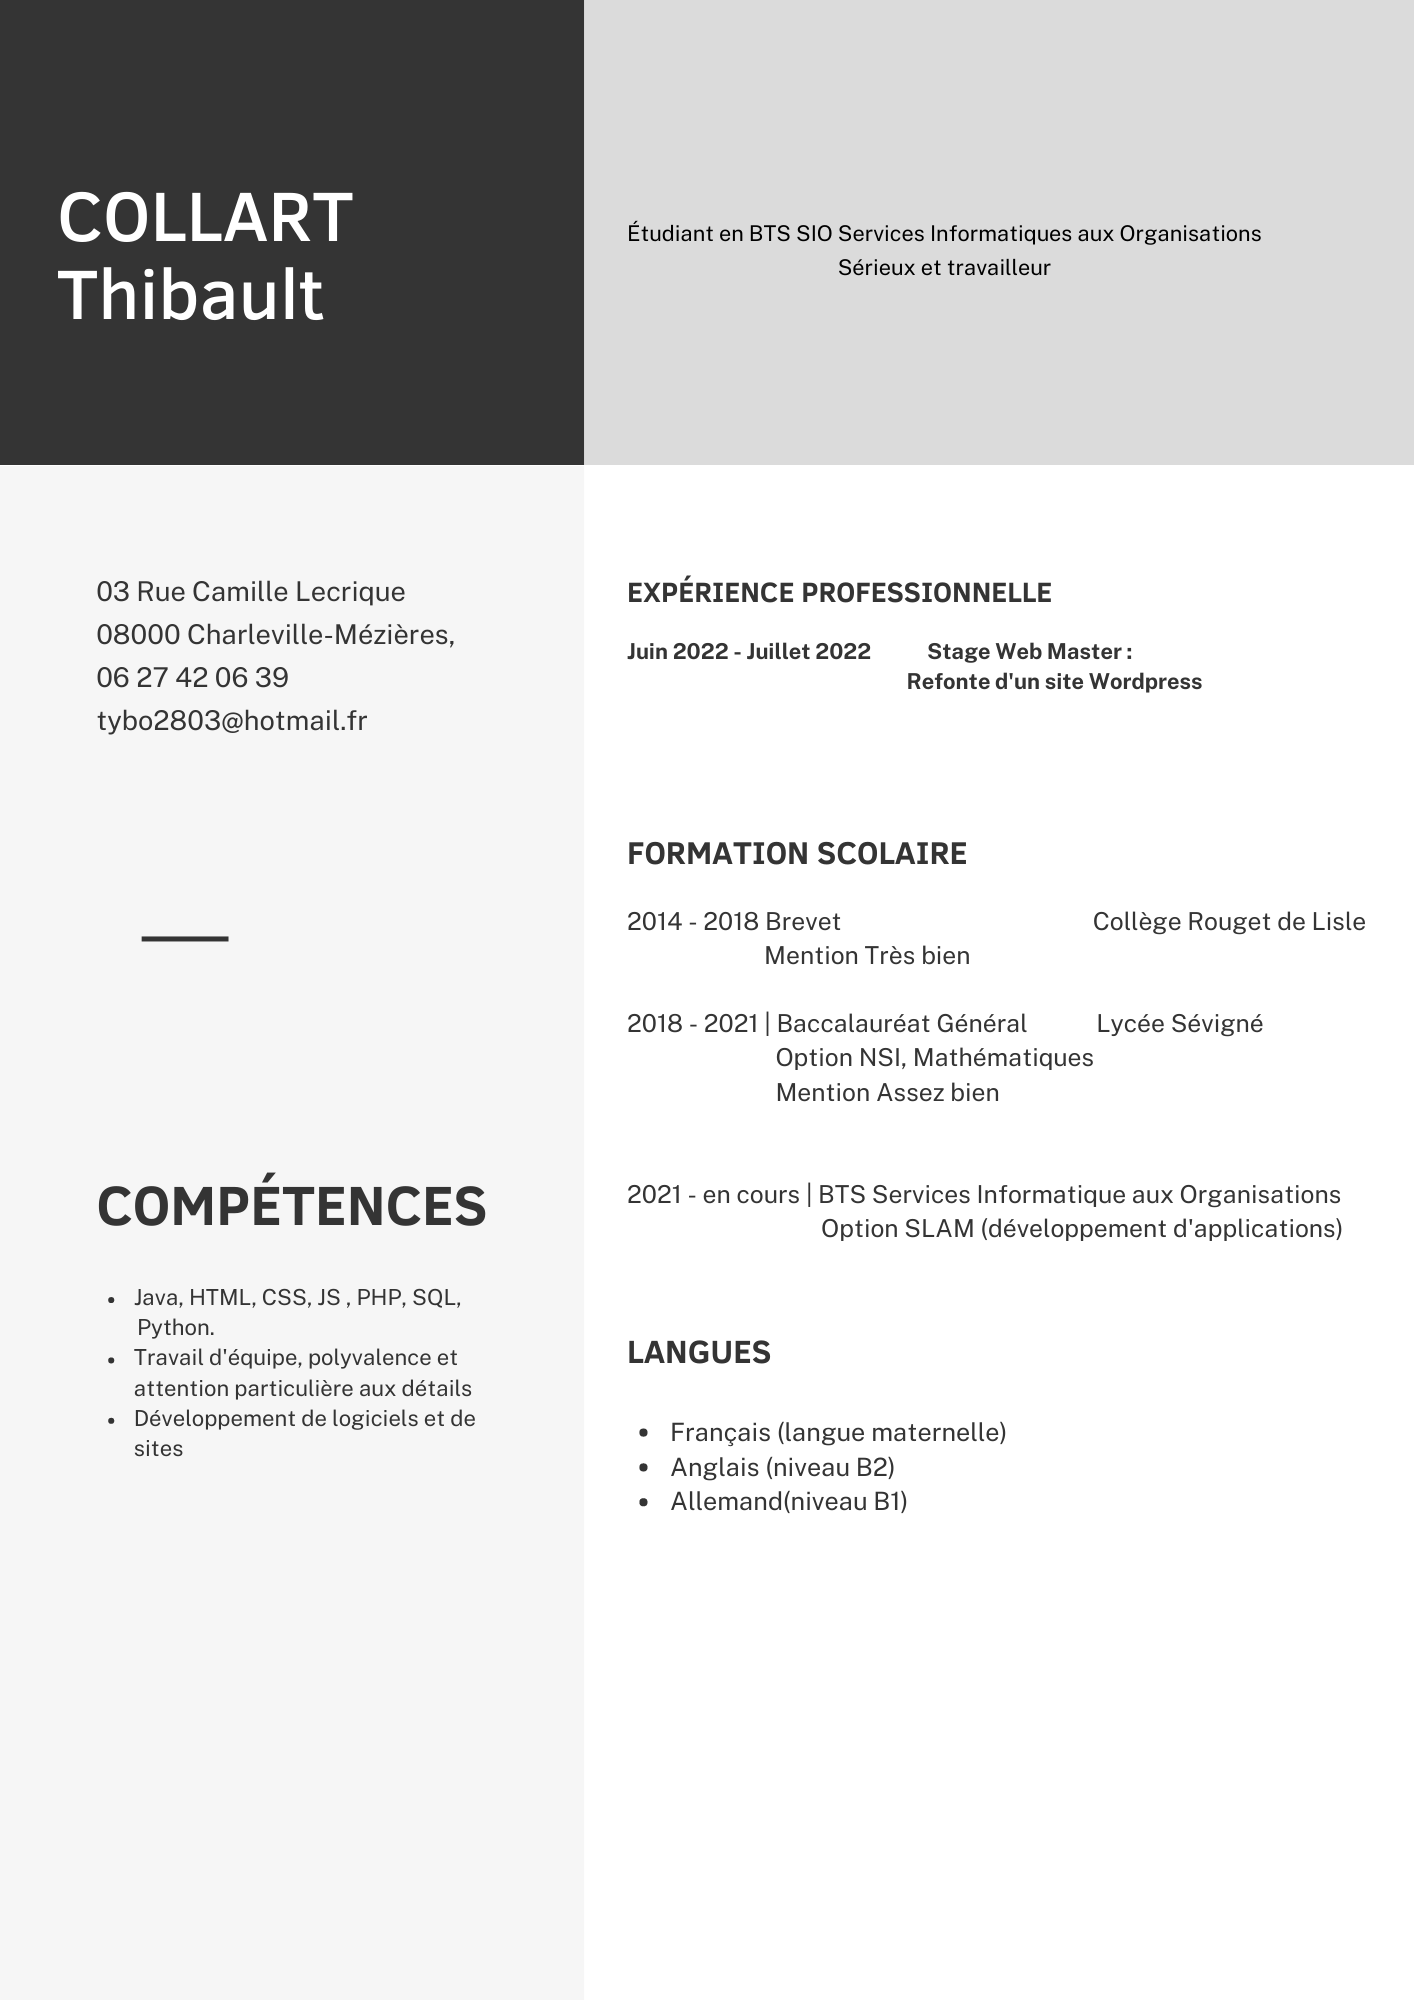 COLLART
Thibault
Étudiant en BTS SIO Services Informatiques aux Organisations
Sérieux et travailleur
03 Rue Camille Lecrique
08000 Charleville-Mézières,
06 27 42 06 39
tybo2803@hotmail.fr
COMPÉTENCES
• Java, HTML, CSS, JS , PHP, SQL,
Python.
• Travail d'équipe, polyvalence et
attention particulière aux détails
• Développement de logiciels et de
sites
EXPÉRIENCE PROFESSIONNELLE
Juin 2022 - Juillet 2022 Stage Web Master :
Refonte d'un site Wordpress
FORMATION SCOLAIRE
2014 - 2018 Brevet Collège Rouget de Lisle
Mention Très bien
2018 - 2021 | Baccalauréat Général Lycée Sévigné
Option NSI, Mathématiques
Mention Assez bien
2021 - en cours | BTS Services Informatique aux Organisations
Option SLAM (développement d'applications)
LANGUES
• Français (langue maternelle)
• Anglais (niveau B2)
• Allemand(niveau B1)